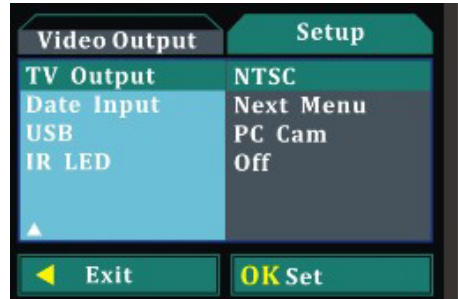 Video Output Setup
TV Output NTSC
Date Input Next Menu
USB PC Cam
IR LED Off
Exit OK Set